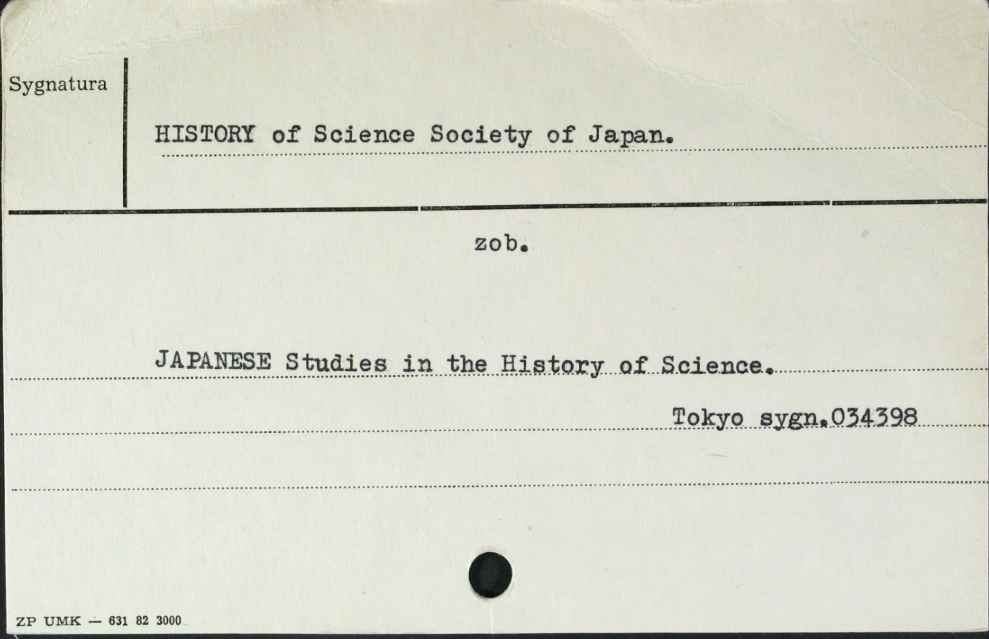 Sygnatura
HISTORY of Science Society of Japan.
zob.
JAPANESE Studies in the History of Science.
Tokyo sygn.034398
ZP UMK — 631 82 3000